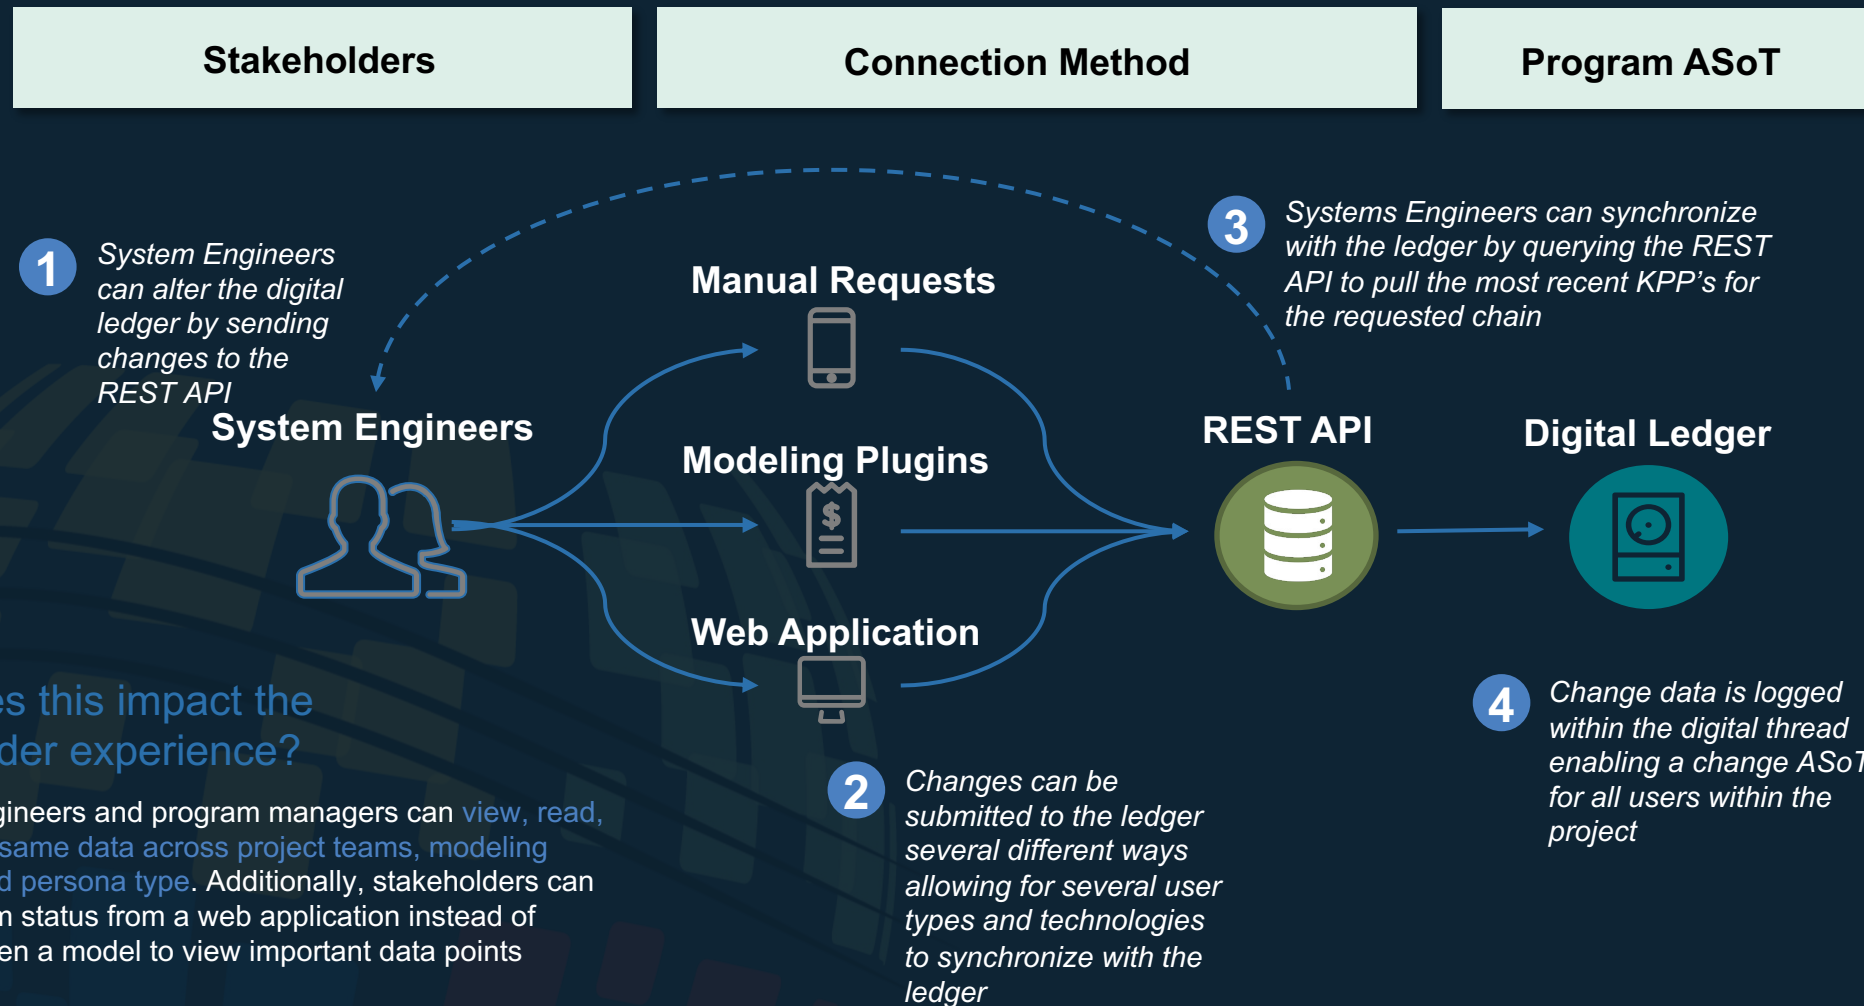 Stakeholders
Connection Method
Program ASoT
1
System Engineers
can alter the digital
ledger by sending
changes to the
REST API
3
Systems Engineers can synchronize
with the ledger by querying the REST
API to pull the most recent KPP's for
the requested chain
System Engineers
Manual Requests
Modeling Plugins
$
Web Application
REST API
Digital Ledger
this impact the
experience?
and program managers can view, read,
same data across project teams, modeling
persona type. Additionally, stakeholders can
status from a web application instead of
a model to view important data points
2
Changes can be
submitted to the ledger
several different ways
allowing for several user
types and technologies
to synchronize with the
ledger
4
Change data is logged
within the digital thread
enabling a change ASoT
for all users within the
project